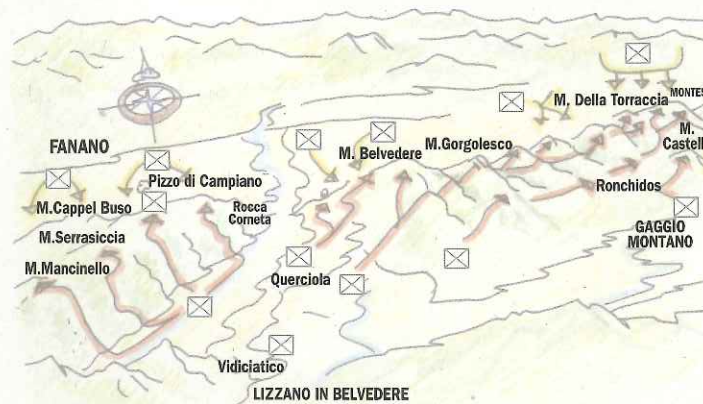 FANANO
M.Cappel Buso
Pizzo di Campiano
M.Serrasiccia
M.Mancinello
Rocca
Corneta
M. Belvedere
M.Gorgolesco
M. Della Torraccia
MONTES
M.
Castell
Ronchidos
GAGGIO
MONTANO
Querciola
Vidiciatico
LIZZANO IN BELVEDERE